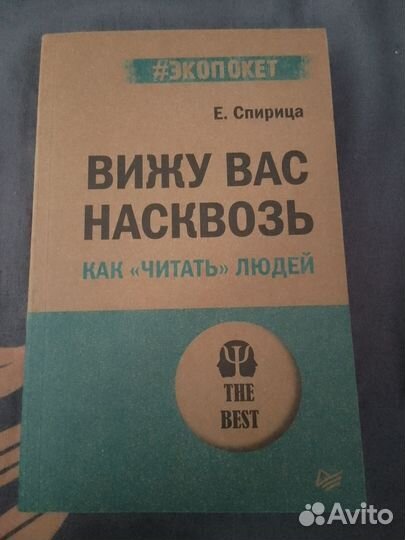 #ЭКОПОКЕТ
Е. Спирица
ВИЖУ ВАС
НАСКВОЗЬ
КАК «ЧИТАТЬ» ЛЮДЕЙ
Ψ
THE
BEST
Avito